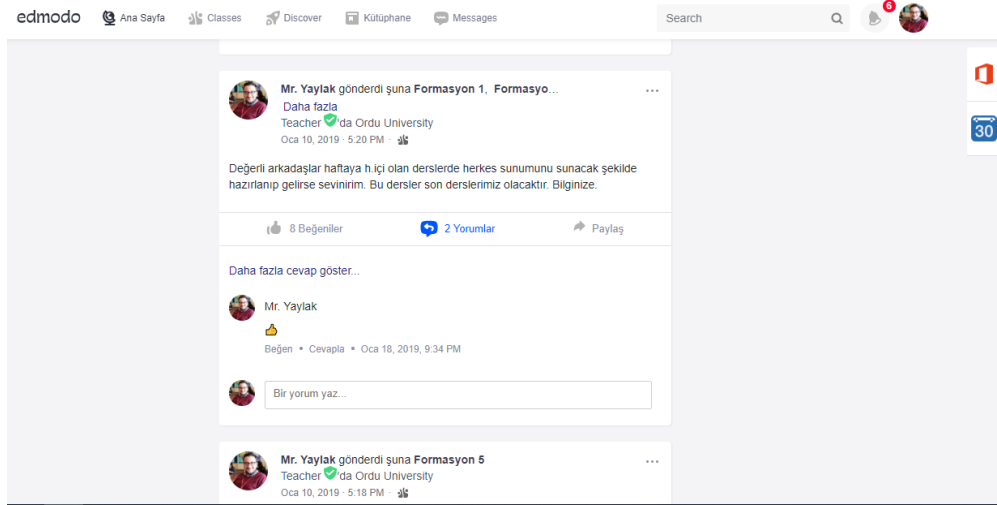 edmodo Ana Sayfa Classes Discover Kütüphane Messages Search 6
Mr. Yaylak gönderdi şuna Formasyon 1, Formasyo...
Daha fazla
Teacher 'da Ordu University
Oca 10, 2019 · 5:20 PM ·
30
Değerli arkadaşlar haftaya h.içi olan derslerde herkes sunumunu sunacak şekilde
hazırlanıp gelirse sevinirim. Bu dersler son derslerimiz olacaktır. Bilginize.
8 Beğeniler 2 Yorumlar Paylaş
Daha fazla cevap göster...
Mr. Yaylak
👍
Beğen • Cevapla • Oca 18, 2019, 9:34 PM
Bir yorum yaz...
Mr. Yaylak gönderdi şuna Formasyon 5
Teacher 'da Ordu University
Oca 10, 2019 · 5:18 PM ·